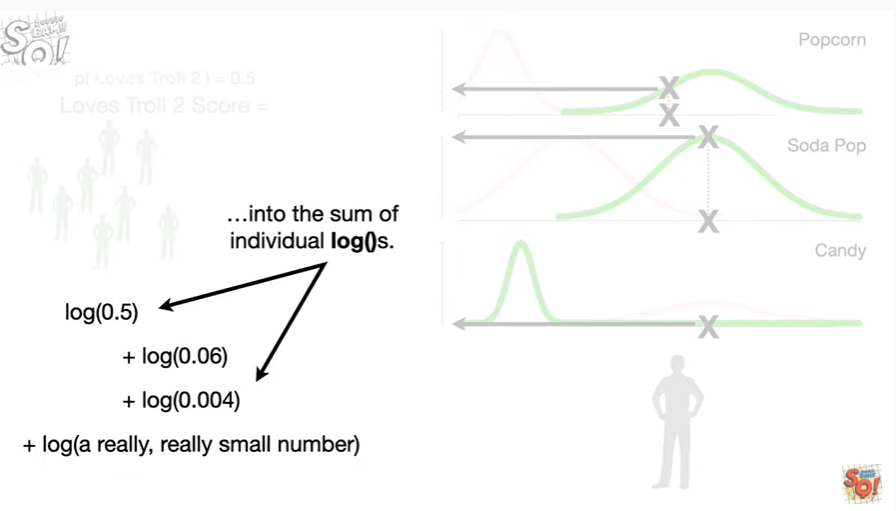 p( Loves Troll 2 ) = 0.5
Loves Troll 2 Score =
…into the sum of
individual log()s.
log(0.5)
+ log(0.06)
+ log(0.004)
+ log(a really, really small number)
Popcorn
X
X
Soda Pop
X
X
Candy
X